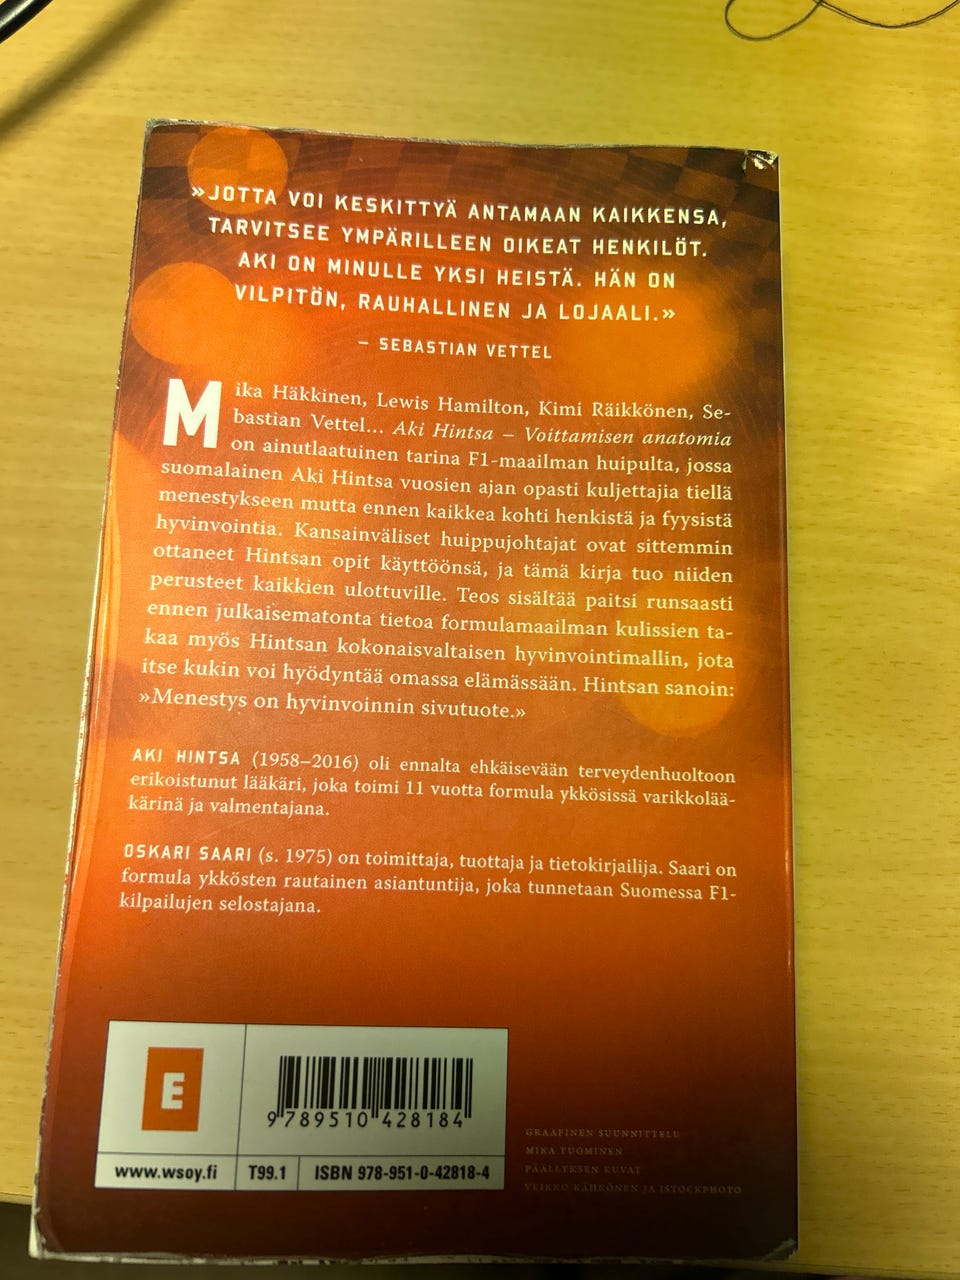 »JOTTA VOI KESKITTYÄ ANTAMAAN KAIKKENSA,
TARVITSEE YMPÄRILLEEN OIKEAT HENKILÖT.
AKI ON MINULLE YKSI HEISTÄ. HÄN ON
VILPITÖN, RAUHALLINEN JA LOJAALI.»
– SEBASTIAN VETTEL
Mika Häkkinen, Lewis Hamilton, Kimi Räikkönen, Se-
bastian Vettel... Aki Hintsa – Voittamisen anatomia
on ainutlaatuinen tarina F1-maailman huipulta, jossa
suomalainen Aki Hintsa vuosien ajan opasti kuljettajia tiellä
menestykseen mutta ennen kaikkea kohti henkistä ja fyysistä
hyvinvointia. Kansainväliset huippujohtajat ovat sittemmin
ottaneet Hintsan opit käyttöönsä, ja tämä kirja tuo niiden
perusteet kaikkien ulottuville. Teos sisältää paitsi runsaasti
ennen julkaisematonta tietoa formulamaailman kulissien ta-
kaa myös Hintsan kokonaisvaltaisen hyvinvointimallin, jota
itse kukin voi hyödyntää omassa elämässään. Hintsan sanoin:
»Menestys on hyvinvoinnin sivutuote.»
AKI HINTSA (1958–2016) oli ennalta ehkäisevään terveydenhuoltoon
erikoistunut lääkäri, joka toimi 11 vuotta formula ykkösissä varikkolää-
kärinä ja valmentajana.
OSKARI SAARI (s. 1975) on toimittaja, tuottaja ja tietokirjailija. Saari on
formula ykkösten rautainen asiantuntija, joka tunnetaan Suomessa F1-
kilpailujen selostajana.
E
9 789510 428184
www.wsoy.fi T99.1 ISBN 978-951-0-42818-4
GRAAFINEN SUUNNITTELU
MIKA TUOMINEN
PÄÄLLYKSEN KUVAT
VEIKKO KÄHKÖNEN JA ISTOCKPHOTO